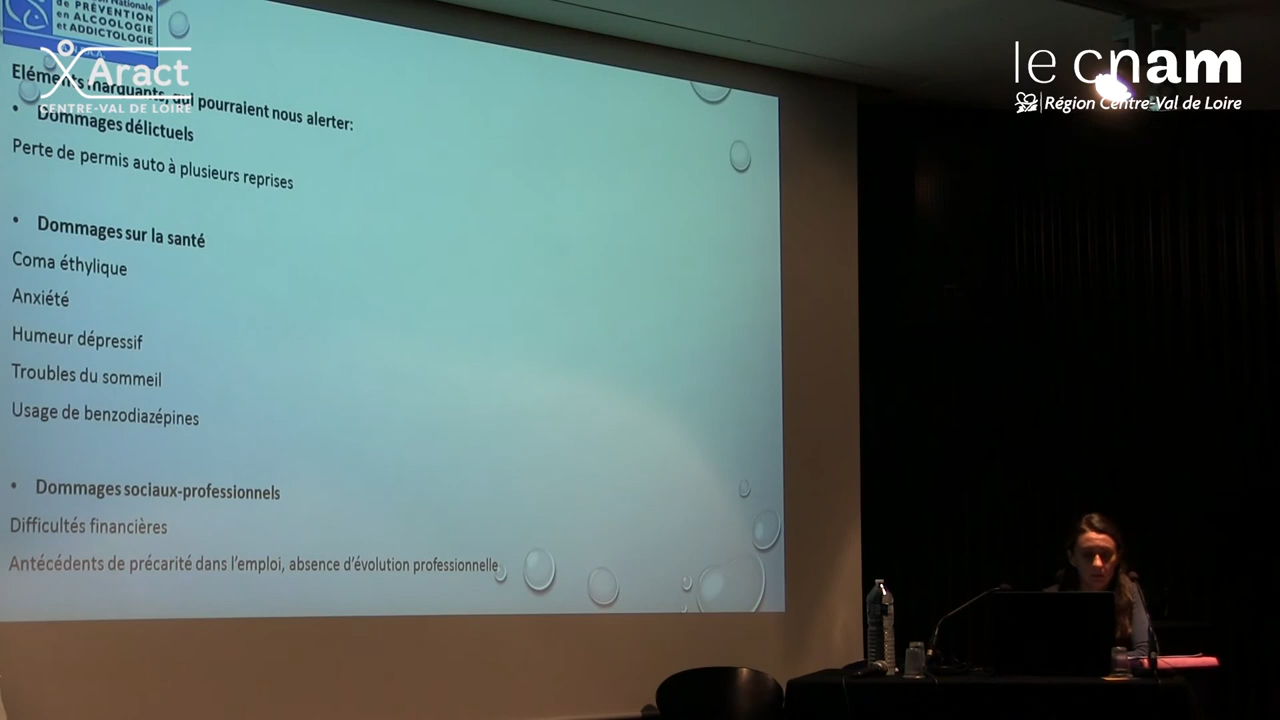 Nationale
de PRÉVENTION
en ALCOOLOGIE
et ADDICTOLOGIE
Aract
CENTRE-VAL DE LOIRE
le cnam
Région Centre-Val de Loire
Eléments marquants, qui pourraient nous alerter:
• Dommages délictuels
Perte de permis auto à plusieurs reprises
• Dommages sur la santé
Coma éthylique
Anxiété
Humeur dépressif
Troubles du sommeil
Usage de benzodiazépines
• Dommages sociaux-professionnels
Difficultés financières
Antécédents de précarité dans l'emploi, absence d'évolution professionnelle